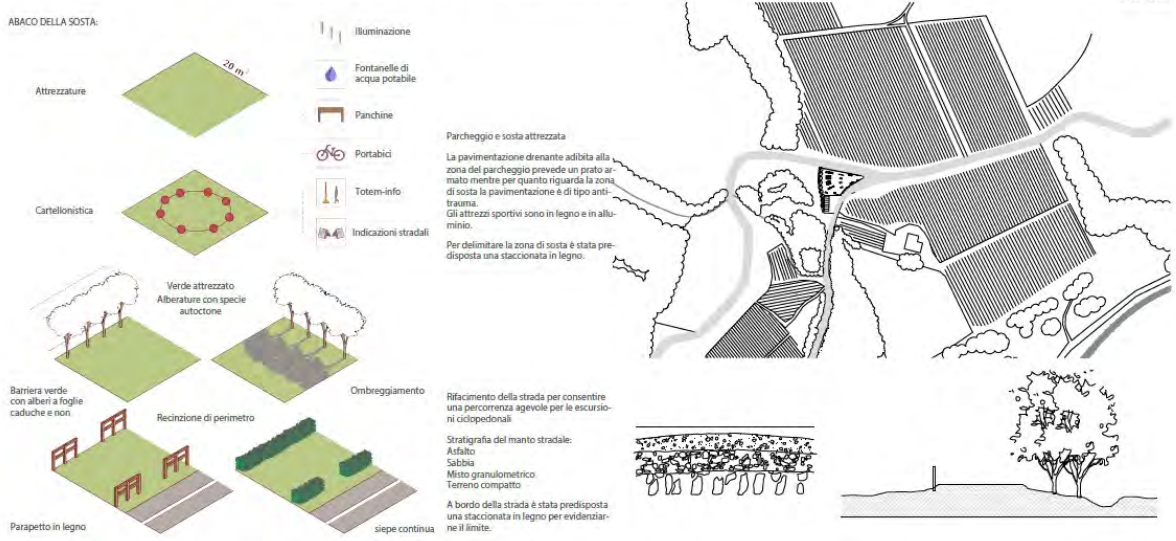 ABACO DELLA SOSTA:
Attrezzature
20 m²
Cartellonistica
Illuminazione
Fontanelle di
acqua potabile
Panchine
Portabici
Totem-info
Indicazioni stradali
Verde attrezzato
Alberature con specie
autoctone
Barriera verde
con alberi a foglie
caduche e non
Ombreggiamento
Recinzione di perimetro
Parapetto in legno
siepe continua
Parcheggio e sosta attrezzata
La pavimentazione drenante adibita alla
zona del parcheggio prevede un prato ar-
mato mentre per quanto riguarda la zona
di sosta la pavimentazione è di tipo anti-
trauma.
Gli attrezzi sportivi sono in legno e in allu-
minio.
Per delimitare la zona di sosta è stata pre-
disposta una staccionata in legno.
Rifacimento della strada per consentire
una percorrenza agevole per le escursio-
ni ciclopedonali
Stratigrafia del manto stradale:
Asfalto
Sabbia
Misto granulometrico
Terreno compatto
A bordo della strada è stata predisposta
una staccionata in legno per evidenziar-
ne il limite.